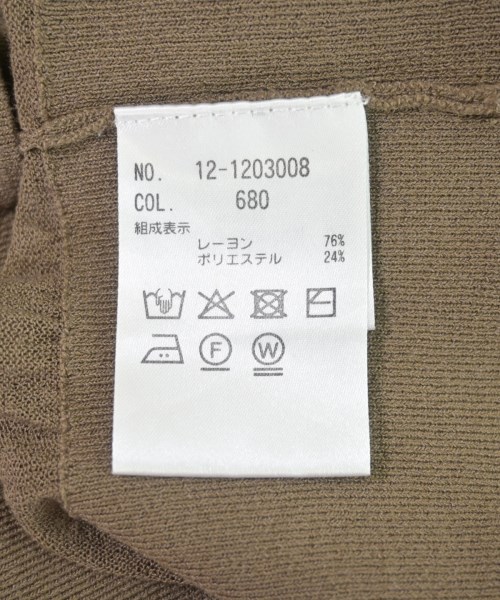 NO. 12-1203008
COL. 680
組成表示
レーヨン 76%
ポリエステル 24%
F W